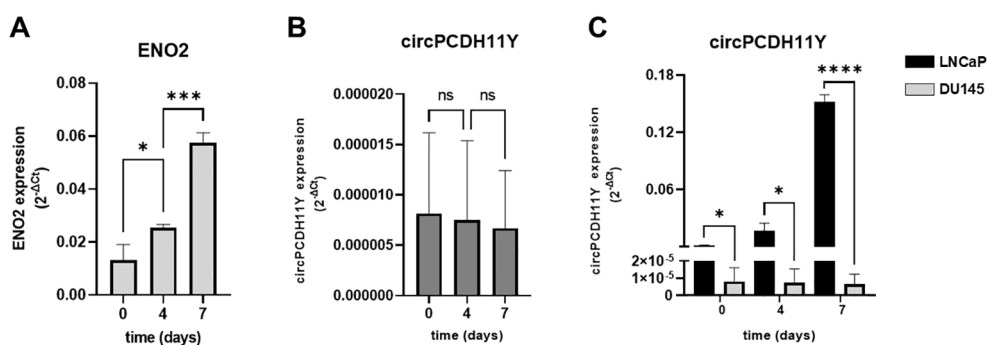 A
ENO2
ENO2 expression
(2-ΔCt)
0.08
0.06
0.04
0.02
0.00
*
***
0 4 7
time (days)
B
circPCDH11Y
circPCDH11Y expression
(2-ΔCt)
0.000020
0.000015
0.000010
0.000005
0.000000
ns ns
0 4 7
time (days)
C
circPCDH11Y
circPCDH11Y expression
(2-ΔCt)
0.18
0.12
0.06
2×10-5
1×10-5
0
*
*
****
0 4 7
time (days)
LNCaP
DU145